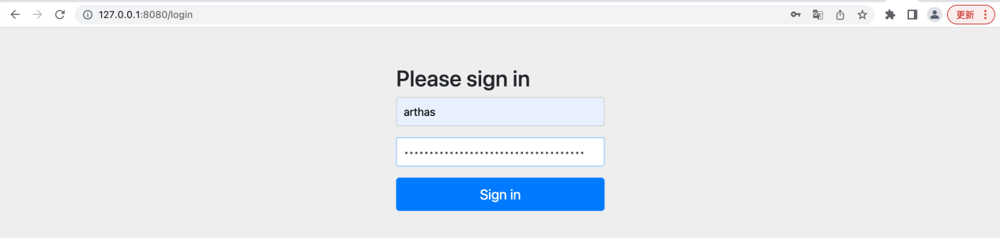 127.0.0.1:8080/login
更新
Please sign in
arthas
••••••••••••••••••••••••••••••••••••
Sign in